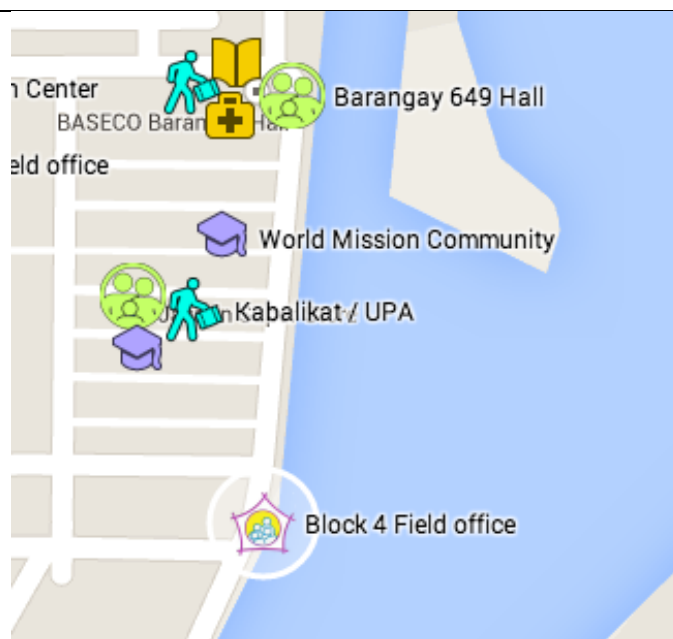 n Center
Barangay 649 Hall
BASECO Baran
eld office
World Mission Community
Kabalikat / UPA
Block 4 Field office